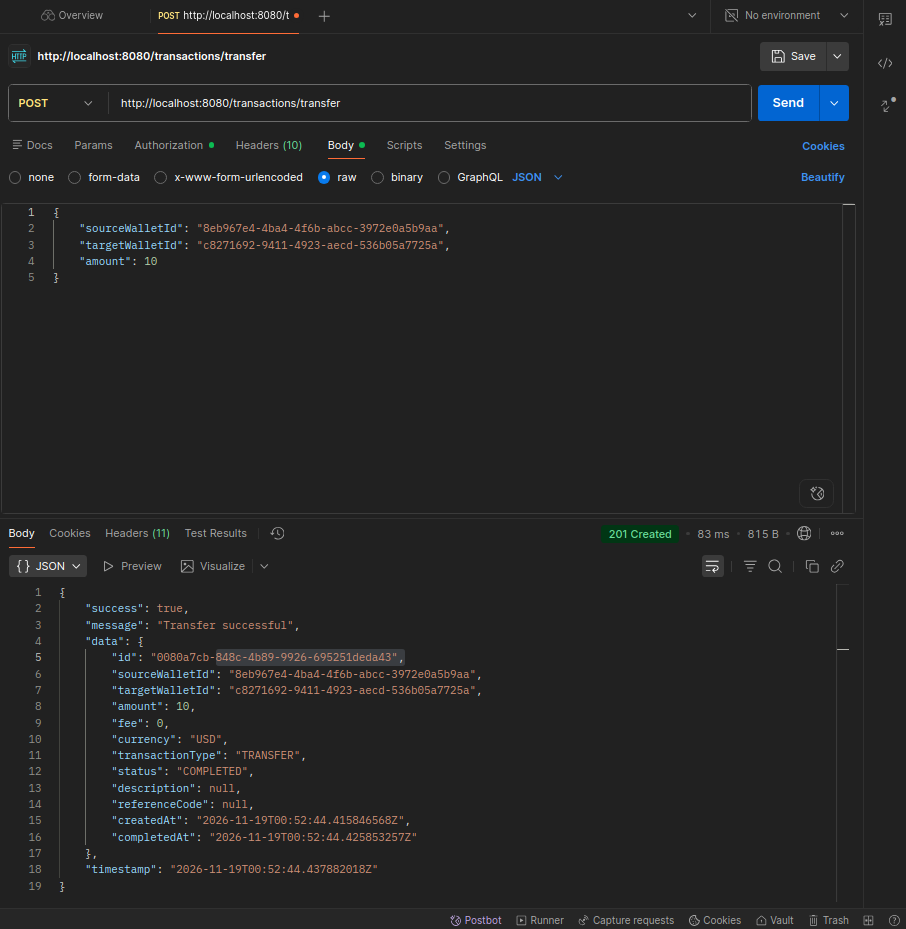 Overview
POST http://localhost:8080/t
No environment
HTTP http://localhost:8080/transactions/transfer
Save
POST http://localhost:8080/transactions/transfer
Send
Docs Params Authorization Headers (10) Body Scripts Settings Cookies
none form-data x-www-form-urlencoded raw binary GraphQL JSON Beautify
1 {
2 "sourceWalletId": "8eb967e4-4ba4-4f6b-abcc-3972e0a5b9aa",
3 "targetWalletId": "c8271692-9411-4923-aecd-536b05a7725a",
4 "amount": 10
5 }
Body Cookies Headers (11) Test Results 201 Created 83 ms 815 B
{} JSON Preview Visualize
1 {
2 "success": true,
3 "message": "Transfer successful",
4 "data": {
5 "id": "0080a7cb-848c-4b89-9926-695251deda43",
6 "sourceWalletId": "8eb967e4-4ba4-4f6b-abcc-3972e0a5b9aa",
7 "targetWalletId": "c8271692-9411-4923-aecd-536b05a7725a",
8 "amount": 10,
9 "fee": 0,
10 "currency": "USD",
11 "transactionType": "TRANSFER",
12 "status": "COMPLETED",
13 "description": null,
14 "referenceCode": null,
15 "createdAt": "2026-11-19T00:52:44.415846568Z",
16 "completedAt": "2026-11-19T00:52:44.425853257Z"
17 },
18 "timestamp": "2026-11-19T00:52:44.437882018Z"
19 }
Postbot Runner Capture requests Cookies Vault Trash